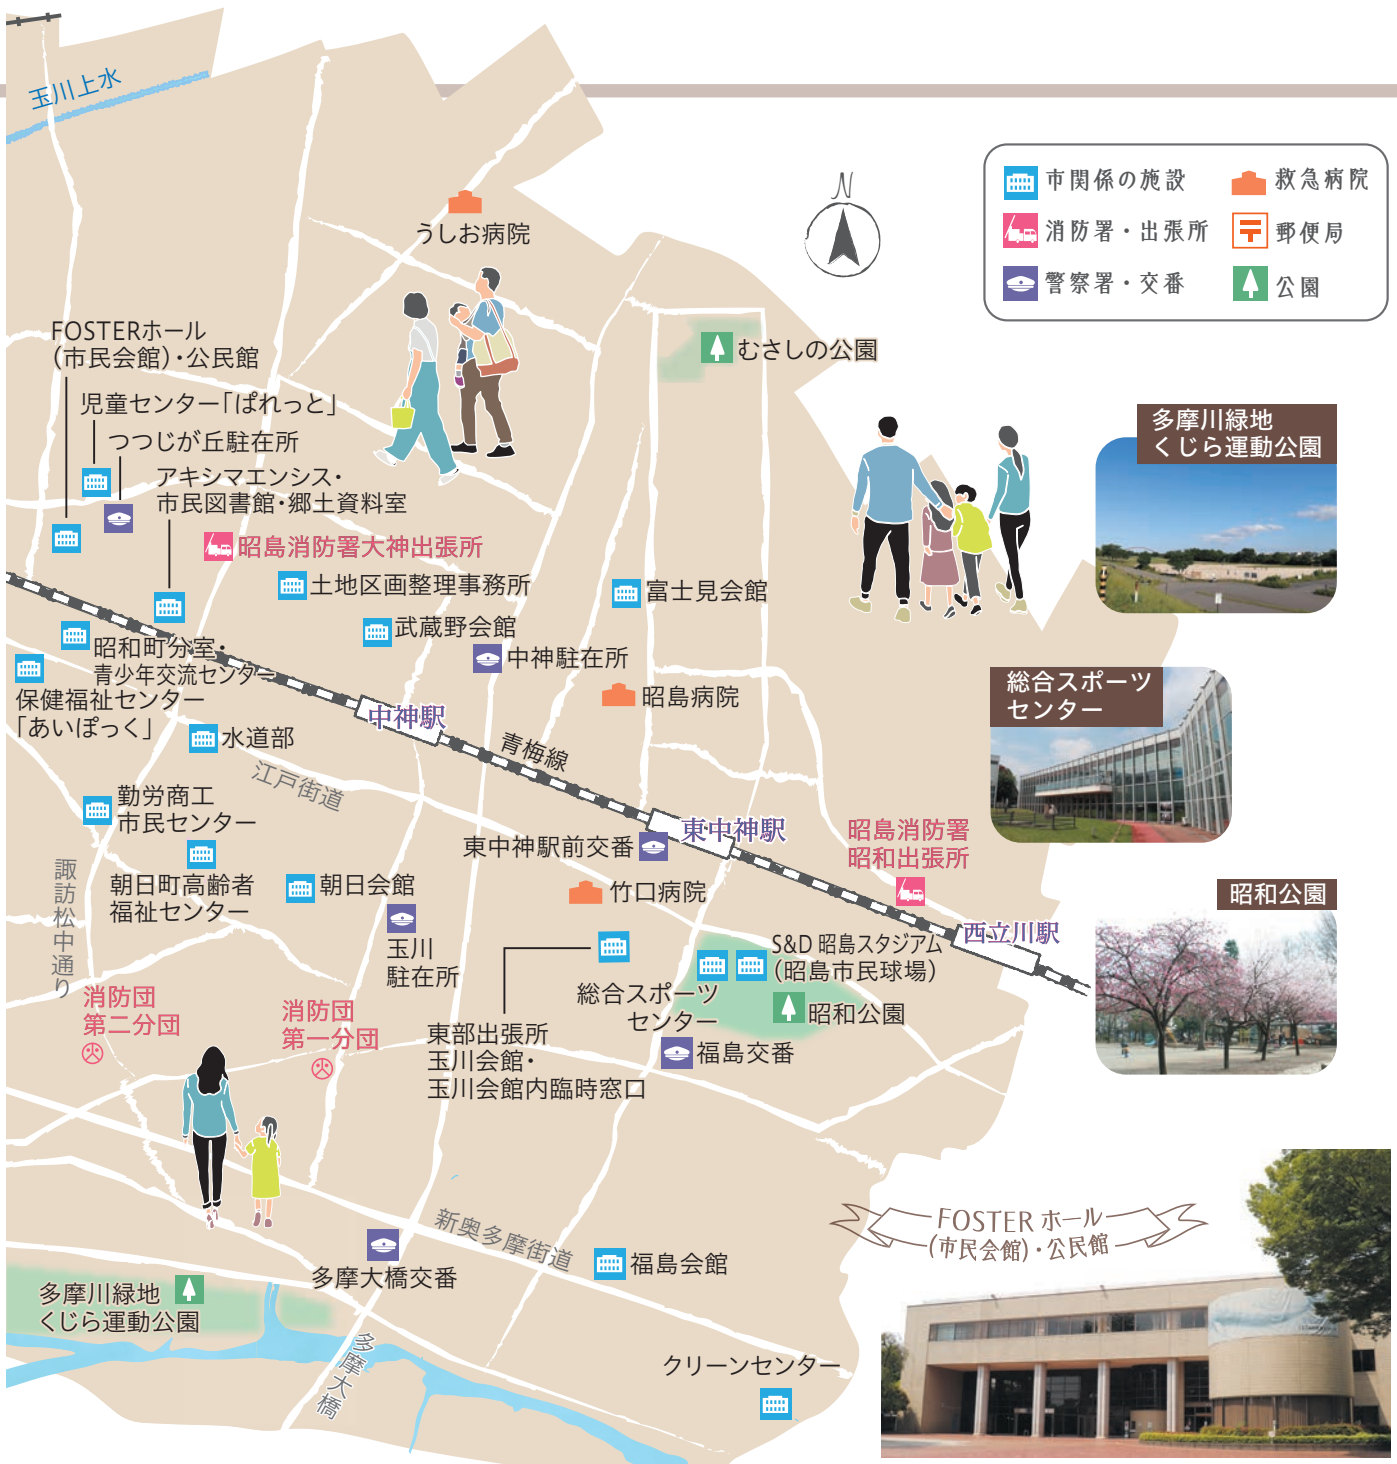 玉川上水
N
市関係の施設
救急病院
消防署・出張所
郵便局
警察署・交番
公園
うしお病院
むさしの公園
FOSTERホール
(市民会館)・公民館
児童センター「ぱれっと」
つつじが丘駐在所
アキシマエンシス・
市民図書館・郷土資料室
昭島消防署大神出張所
土地区画整理事務所
富士見会館
武蔵野会館
中神駐在所
昭和町分室・
青少年交流センター
保健福祉センター
「あいぽっく」
昭島病院
中神駅
水道部
青梅線
江戸街道
勤労商工
市民センター
東中神駅
東中神駅前交番
昭島消防署
昭和出張所
諏訪松中通り
朝日町高齢者
福祉センター
朝日会館
竹口病院
玉川
駐在所
西立川駅
S&D 昭島スタジアム
(昭島市民球場)
総合スポーツ
センター
昭和公園
消防団
第二分団
消防団
第一分団
東部出張所
玉川会館・
玉川会館内臨時窓口
福島交番
新奥多摩街道
多摩大橋交番
福島会館
多摩川緑地
くじら運動公園
多摩大橋
クリーンセンター
多摩川緑地
くじら運動公園
総合スポーツ
センター
昭和公園
FOSTER ホール
(市民会館)・公民館